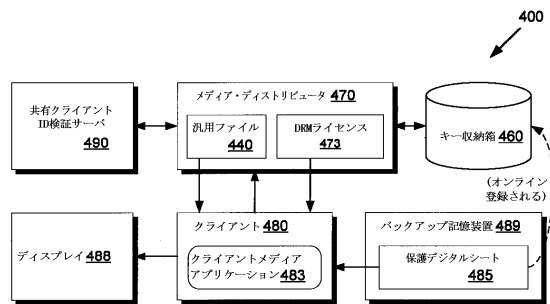 400
共有クライアント
ID検証サーバ
490
メディア・ディストリビュータ 470
汎用ファイル
440
DRMライセンス
473
キー収納箱 460
(オンライン
登録される)
ディスプレイ 488
クライアント 480
クライアントメディア
アプリケーション 483
バックアップ記憶装置 489
保護デジタルシート
485